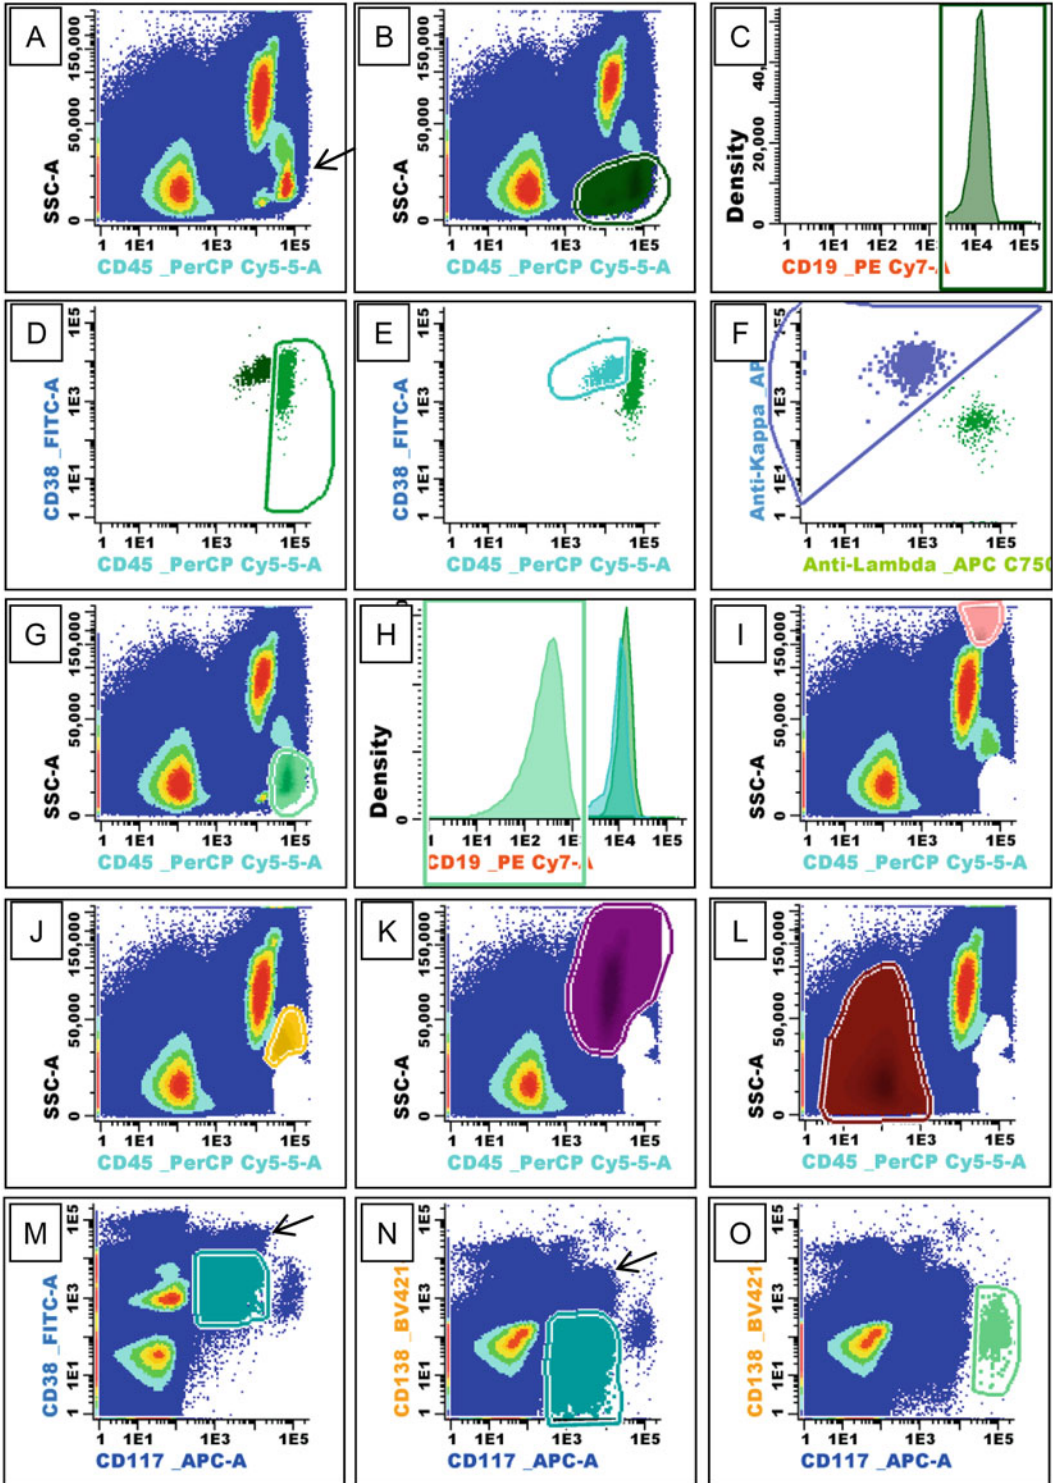 A
SSC-A
0 50,000 150,000
1 1E1 1E3 1E5
CD45 _PerCP Cy5-5-A
B
SSC-A
0 50,000 150,000
1 1E1 1E3 1E5
CD45 _PerCP Cy5-5-A
C
Density
0 20,000 40,
1 1E1 1E2 1E 1E4 1E5
CD19 _PE Cy7-A
D
CD38 _FITC-A
1 1E1 1E3 1E5
1 1E1 1E3 1E5
CD45 _PerCP Cy5-5-A
E
CD38 _FITC-A
1 1E1 1E3 1E5
1 1E1 1E3 1E5
CD45 _PerCP Cy5-5-A
F
Anti-Kappa _AP
1 1E1 1E3 1E5
1 1E1 1E3 1E5
Anti-Lambda _APC C750
G
SSC-A
0 50,000 150,000
1 1E1 1E3 1E5
CD45 _PerCP Cy5-5-A
H
Density
0
1E1 1E2 1E 1E4 1E5
CD19 _PE Cy7-A
I
SSC-A
0 50,000 150,000
1 1E1 1E3 1E5
CD45 _PerCP Cy5-5-A
J
SSC-A
0 50,000 150,000
1 1E1 1E3 1E5
CD45 _PerCP Cy5-5-A
K
SSC-A
0 50,000 150,000
1 1E1 1E3 1E5
CD45 _PerCP Cy5-5-A
L
SSC-A
0 50,000 150,000
1 1E1 1E3 1E5
CD45 _PerCP Cy5-5-A
M
CD38 _FITC-A
1 1E1 1E3 1E5
1 1E1 1E3 1E5
CD117 _APC-A
N
CD138 _BV421
1 1E1 1E3 1E5
1 1E1 1E3 1E5
CD117 _APC-A
O
CD138 _BV421
1 1E1 1E3 1E5
1 1E1 1E3 1E5
CD117 _APC-A